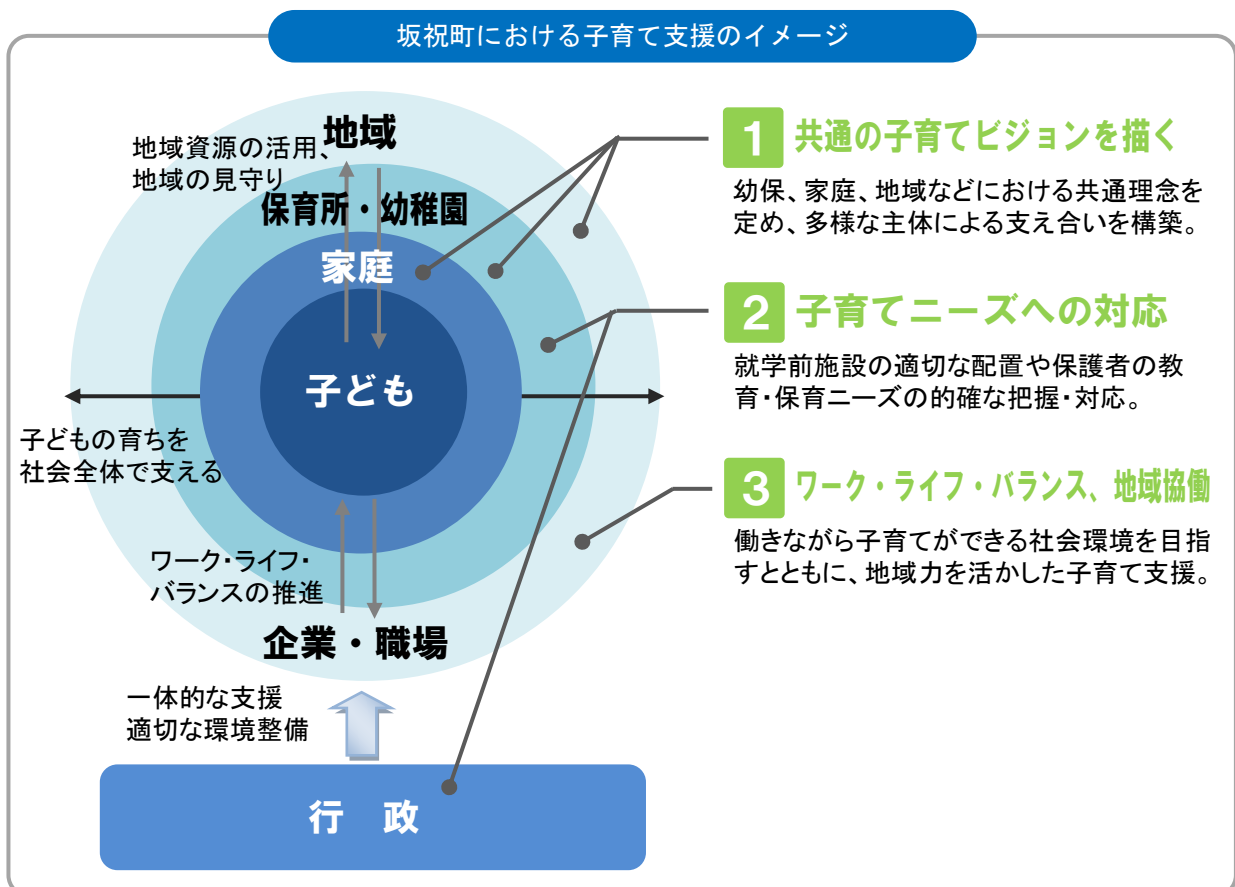 坂祝町における子育て支援のイメージ
地域
地域資源の活用、
地域の見守り
保育所・幼稚園
家庭
子ども
子どもの育ちを
社会全体で支える
ワーク・ライフ・
バランスの推進
企業・職場
一体的な支援
適切な環境整備
行　政
1 共通の子育てビジョンを描く
幼保、家庭、地域などにおける共通理念を
定め、多様な主体による支え合いを構築。
2 子育てニーズへの対応
就学前施設の適切な配置や保護者の教
育・保育ニーズの的確な把握・対応。
3 ワーク・ライフ・バランス、地域協働
働きながら子育てができる社会環境を目指
すとともに、地域力を活かした子育て支援。